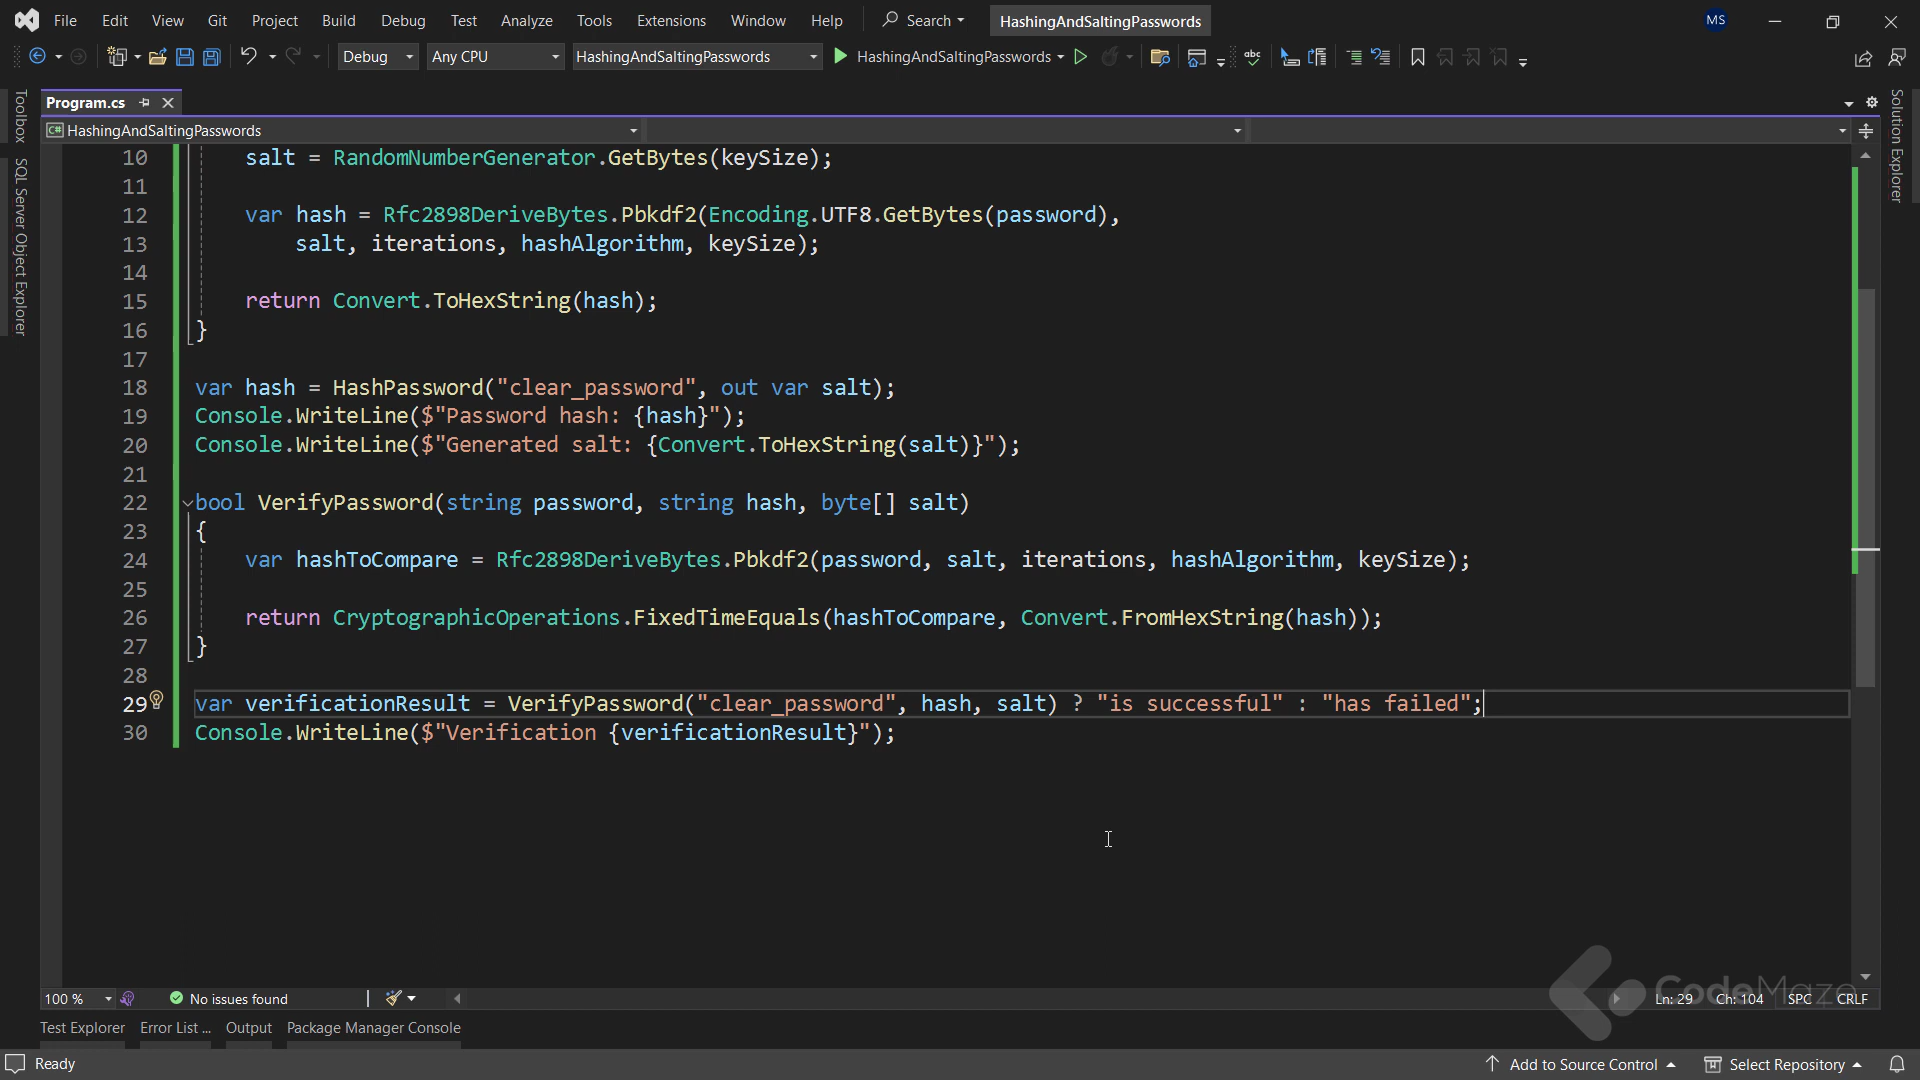 File Edit View Git Project Build Debug Test Analyze Tools Extensions Window Help Search HashingAndSaltingPasswords MS
Debug Any CPU HashingAndSaltingPasswords HashingAndSaltingPasswords
Program.cs
C# HashingAndSaltingPasswords
Toolbox
SQL Server Object Explorer
Solution Explorer
10 salt = RandomNumberGenerator.GetBytes(keySize);
11
12 var hash = Rfc2898DeriveBytes.Pbkdf2(Encoding.UTF8.GetBytes(password),
13 salt, iterations, hashAlgorithm, keySize);
14
15 return Convert.ToHexString(hash);
16 }
17
18 var hash = HashPassword("clear_password", out var salt);
19 Console.WriteLine($"Password hash: {hash}");
20 Console.WriteLine($"Generated salt: {Convert.ToHexString(salt)}");
21
22 bool VerifyPassword(string password, string hash, byte[] salt)
23 {
24 var hashToCompare = Rfc2898DeriveBytes.Pbkdf2(password, salt, iterations, hashAlgorithm, keySize);
25
26 return CryptographicOperations.FixedTimeEquals(hashToCompare, Convert.FromHexString(hash));
27 }
28
29 var verificationResult = VerifyPassword("clear_password", hash, salt) ? "is successful" : "has failed";
30 Console.WriteLine($"Verification {verificationResult}");
CodeMaze
100 % No issues found Ln: 29 Ch: 104 SPC CRLF
Test Explorer Error List ... Output Package Manager Console
Ready Add to Source Control Select Repository